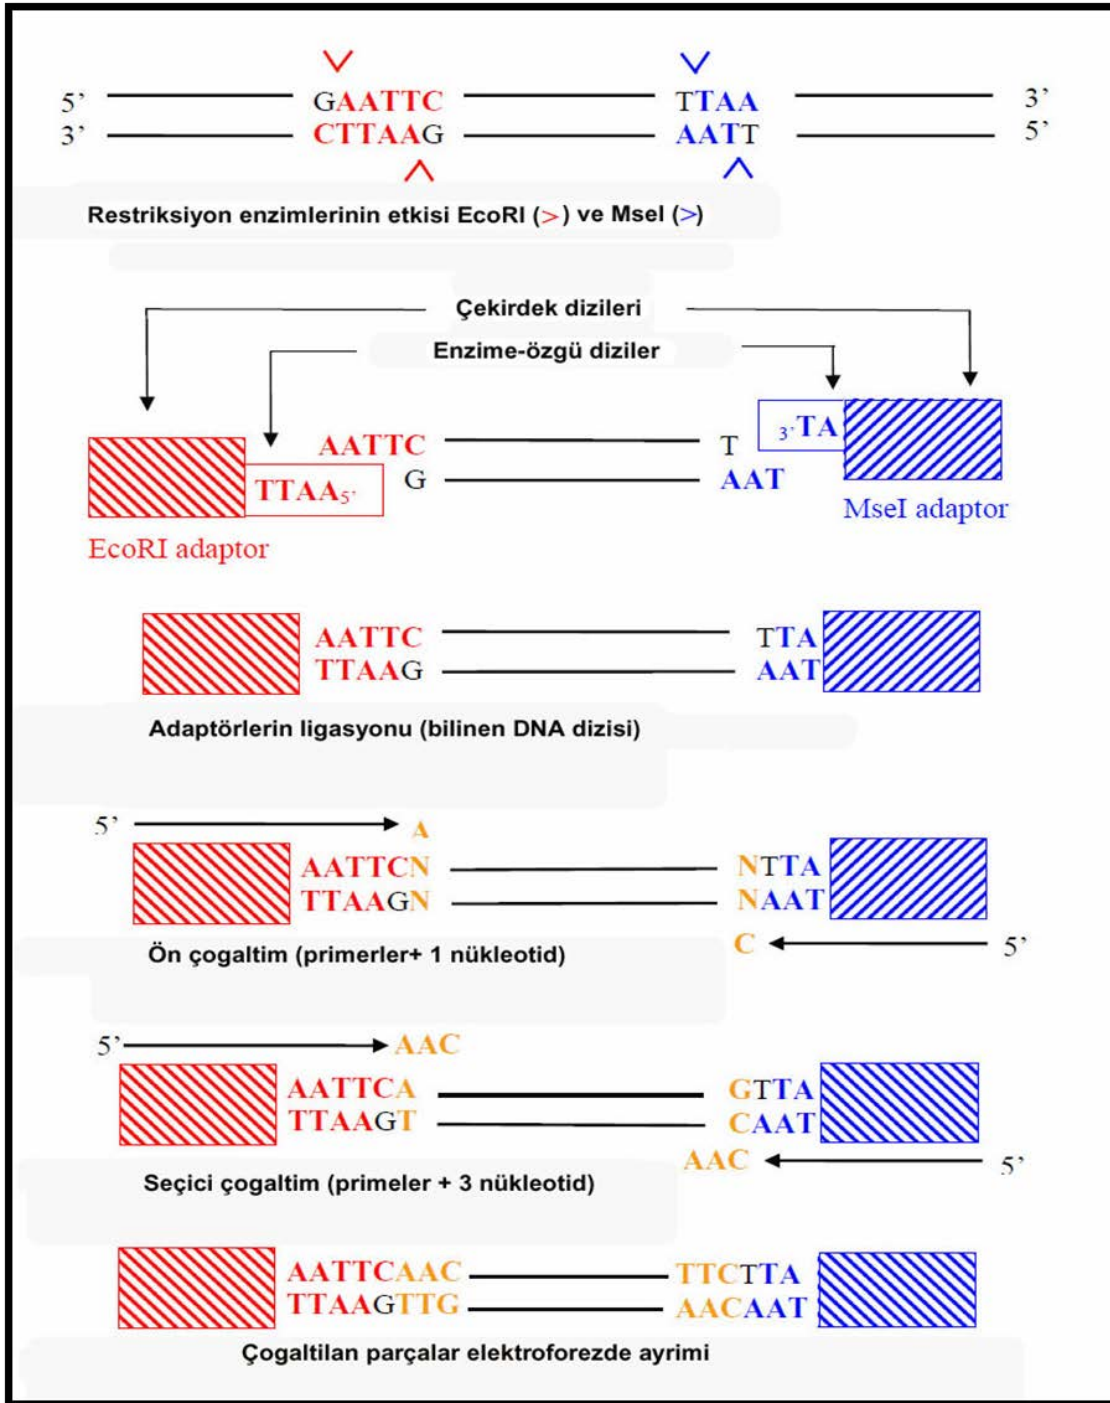 5' GAATTC TTAA 3'
3' CTTAAG AATT 5'
Restriksiyon enzimlerinin etkisi EcoRI (>) ve MseI (>)
Çekirdek dizileri
Enzime-özgü diziler
AATTC T 3'TA
TTAA5' G AAT
MseI adaptor
EcoRI adaptor
AATTC TTA
TTAAG AAT
Adaptörlerin ligasyonu (bilinen DNA dizisi)
5' A
AATTCN NTTA
TTAAGN NAAT
C 5'
Ön çogaltim (primerler+ 1 nükleotid)
5' AAC
AATTCA GTTA
TTAAGT CAAT
AAC 5'
Seçici çogaltim (primeler + 3 nükleotid)
AATTCAAC TTCTTA
TTAAGTTG AACAAT
Çogaltilan parçalar elektroforezde ayrimi